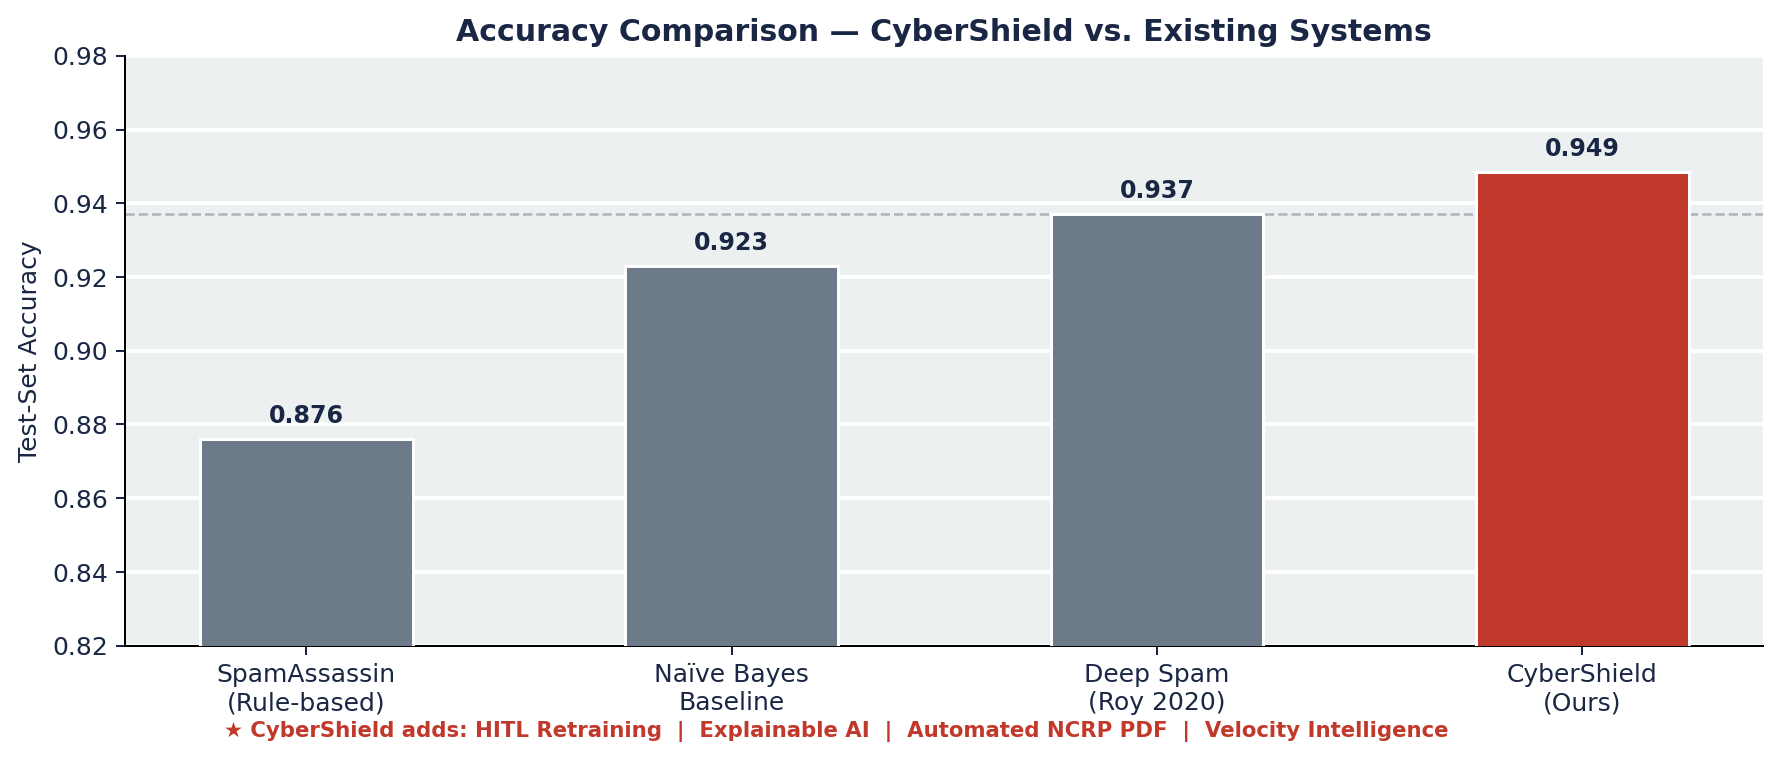 Accuracy Comparison — CyberShield vs. Existing Systems
Test-Set Accuracy
0.98
0.96
0.94
0.92
0.90
0.88
0.86
0.84
0.82
0.876
0.923
0.937
0.949
SpamAssassin
(Rule-based)
Naïve Bayes
Baseline
Deep Spam
(Roy 2020)
CyberShield
(Ours)
★ CyberShield adds: HITL Retraining | Explainable AI | Automated NCRP PDF | Velocity Intelligence